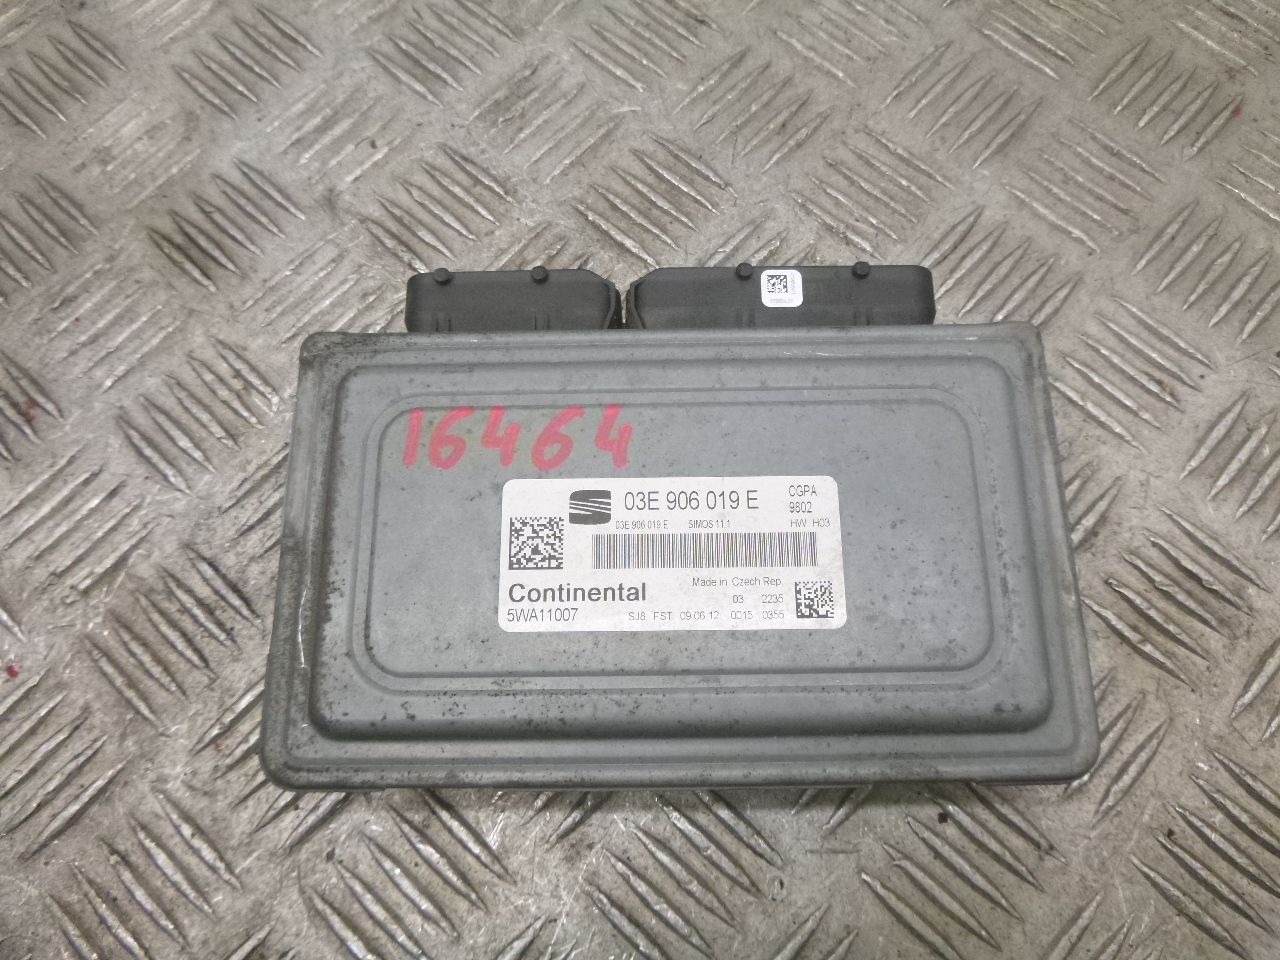 16464
03E 906 019 E
CGPA
9802
03E 906 019 E SIMOS 11.1 HW H03
Continental
Made in Czech Rep.
03 2235
5WA11007 SJ8 FST 09.06.12 0015 0355